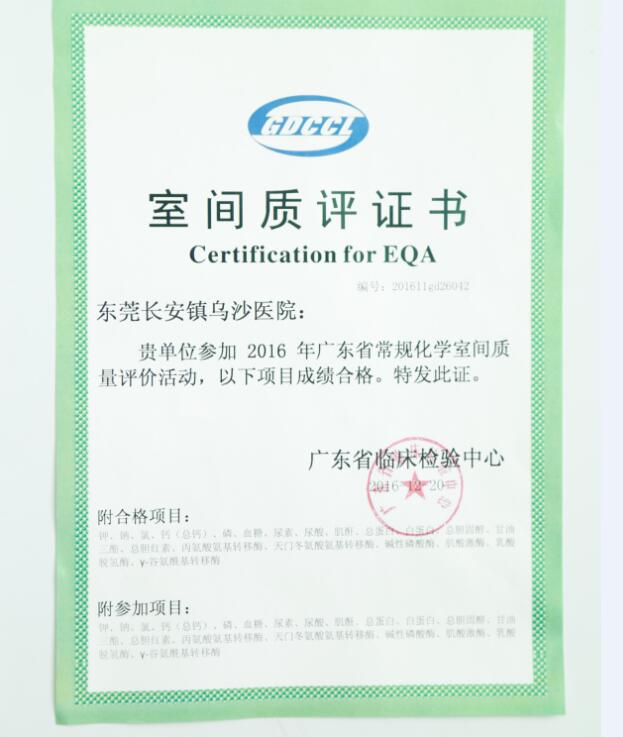 GDCCL
室间质评证书
Certification for EQA
编号：201611gd26042
东莞长安镇乌沙医院：
贵单位参加 2016 年广东省常规化学室间质
量评价活动，以下项目成绩合格。特发此证。
广东省临床检验中心
2016-12-20
附合格项目：
钾、钠、氯、钙（总钙）、磷、血糖、尿素、尿酸、肌酐、总蛋白、白蛋白、总胆固醇、甘油
三酯、总胆红素、丙氨酸氨基转移酶、天门冬氨酸氨基转移酶、碱性磷酸酶、肌酸激酶、乳酸
脱氢酶、γ-谷氨酰基转移酶
附参加项目：
钾、钠、氯、钙（总钙）、磷、血糖、尿素、尿酸、肌酐、总蛋白、白蛋白、总胆固醇、甘油
三酯、总胆红素、丙氨酸氨基转移酶、天门冬氨酸氨基转移酶、碱性磷酸酶、肌酸激酶、乳酸
脱氢酶、γ-谷氨酰基转移酶